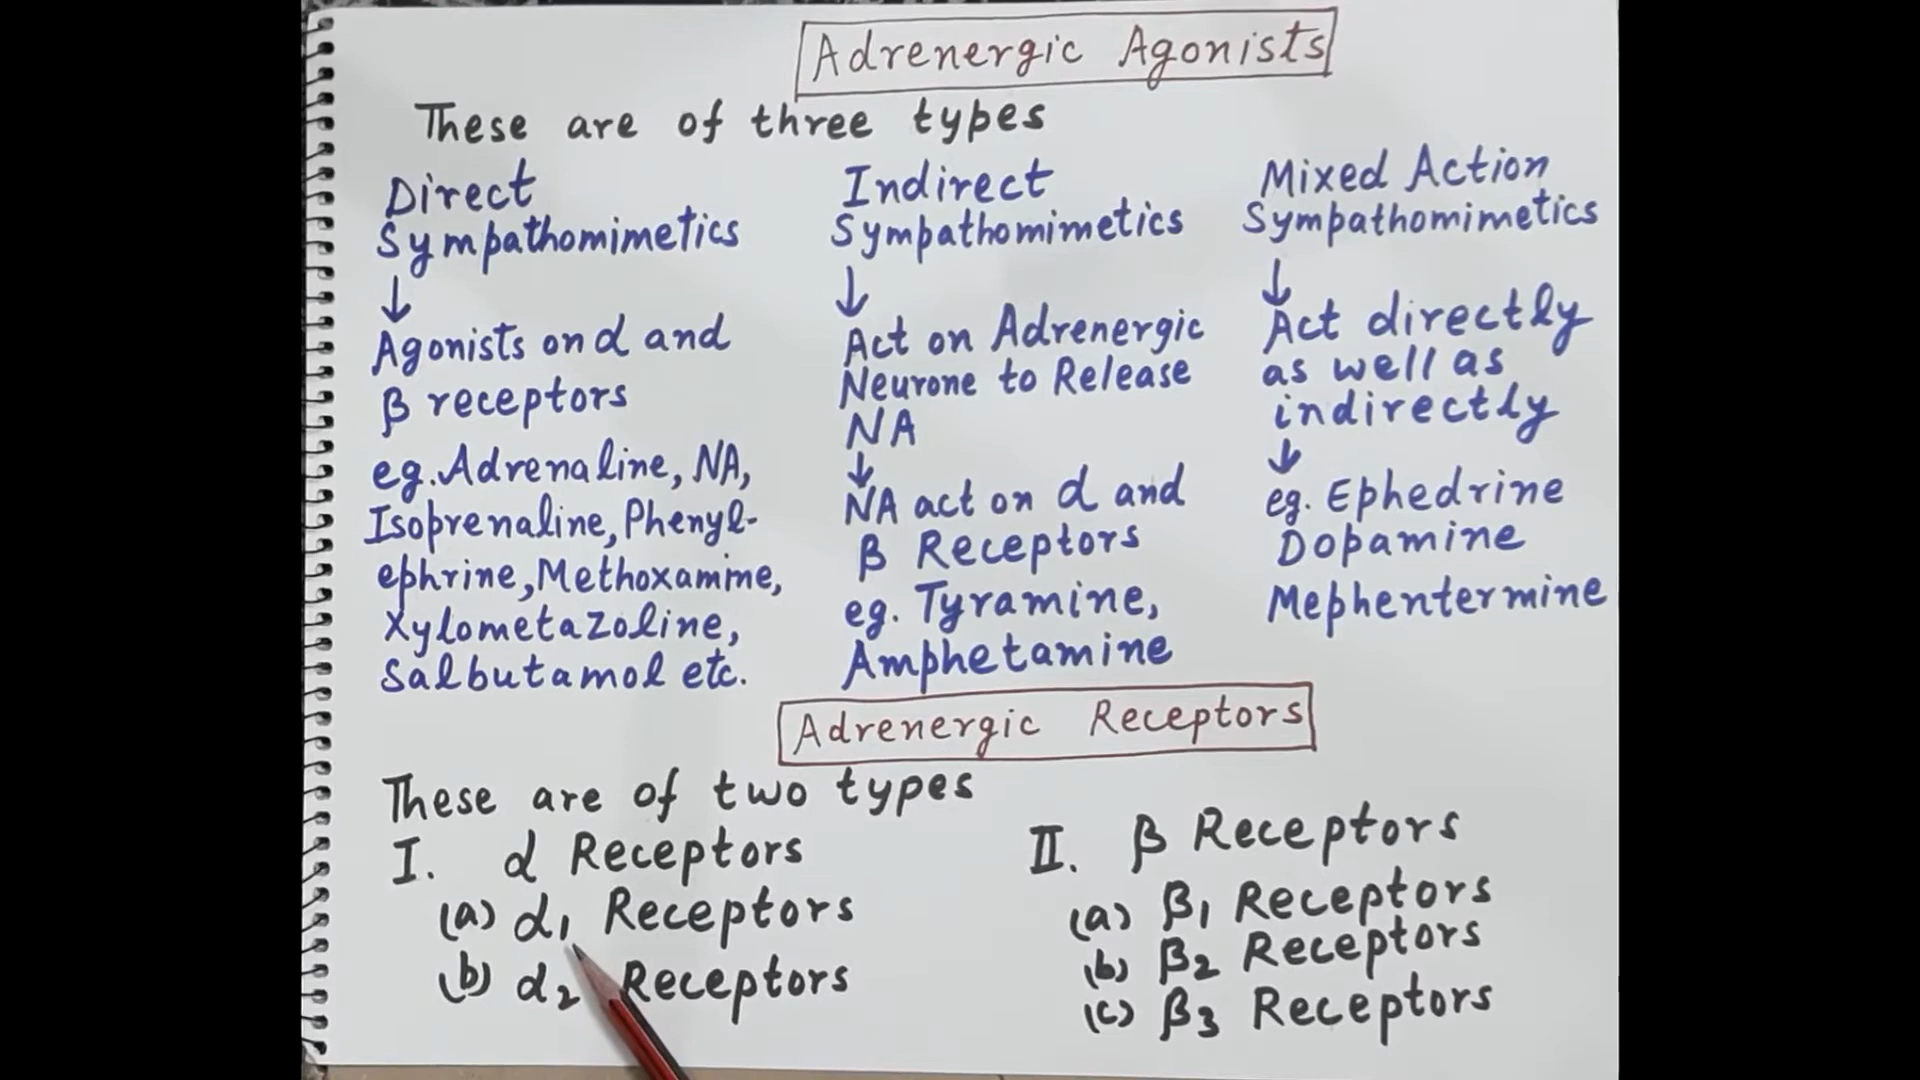 Adrenergic Agonists
These are of three types
Direct
Sympathomimetics
↓
Agonists on α and
β receptors
eg. Adrenaline, NA,
Isoprenaline, Phenyl-
ephrine, Methoxamine,
Xylometazoline,
Salbutamol etc.
Indirect
Sympathomimetics
↓
Act on Adrenergic
Neurone to Release
NA
↓
NA act on α and
β Receptors
eg. Tyramine,
Amphetamine
Mixed Action
Sympathomimetics
↓
Act directly
as well as
indirectly
↓
eg. Ephedrine
Dopamine
Mephentermine
Adrenergic Receptors
These are of two types
I. α Receptors
(a) α1 Receptors
(b) α2 Receptors
II. β Receptors
(a) β1 Receptors
(b) β2 Receptors
(c) β3 Receptors